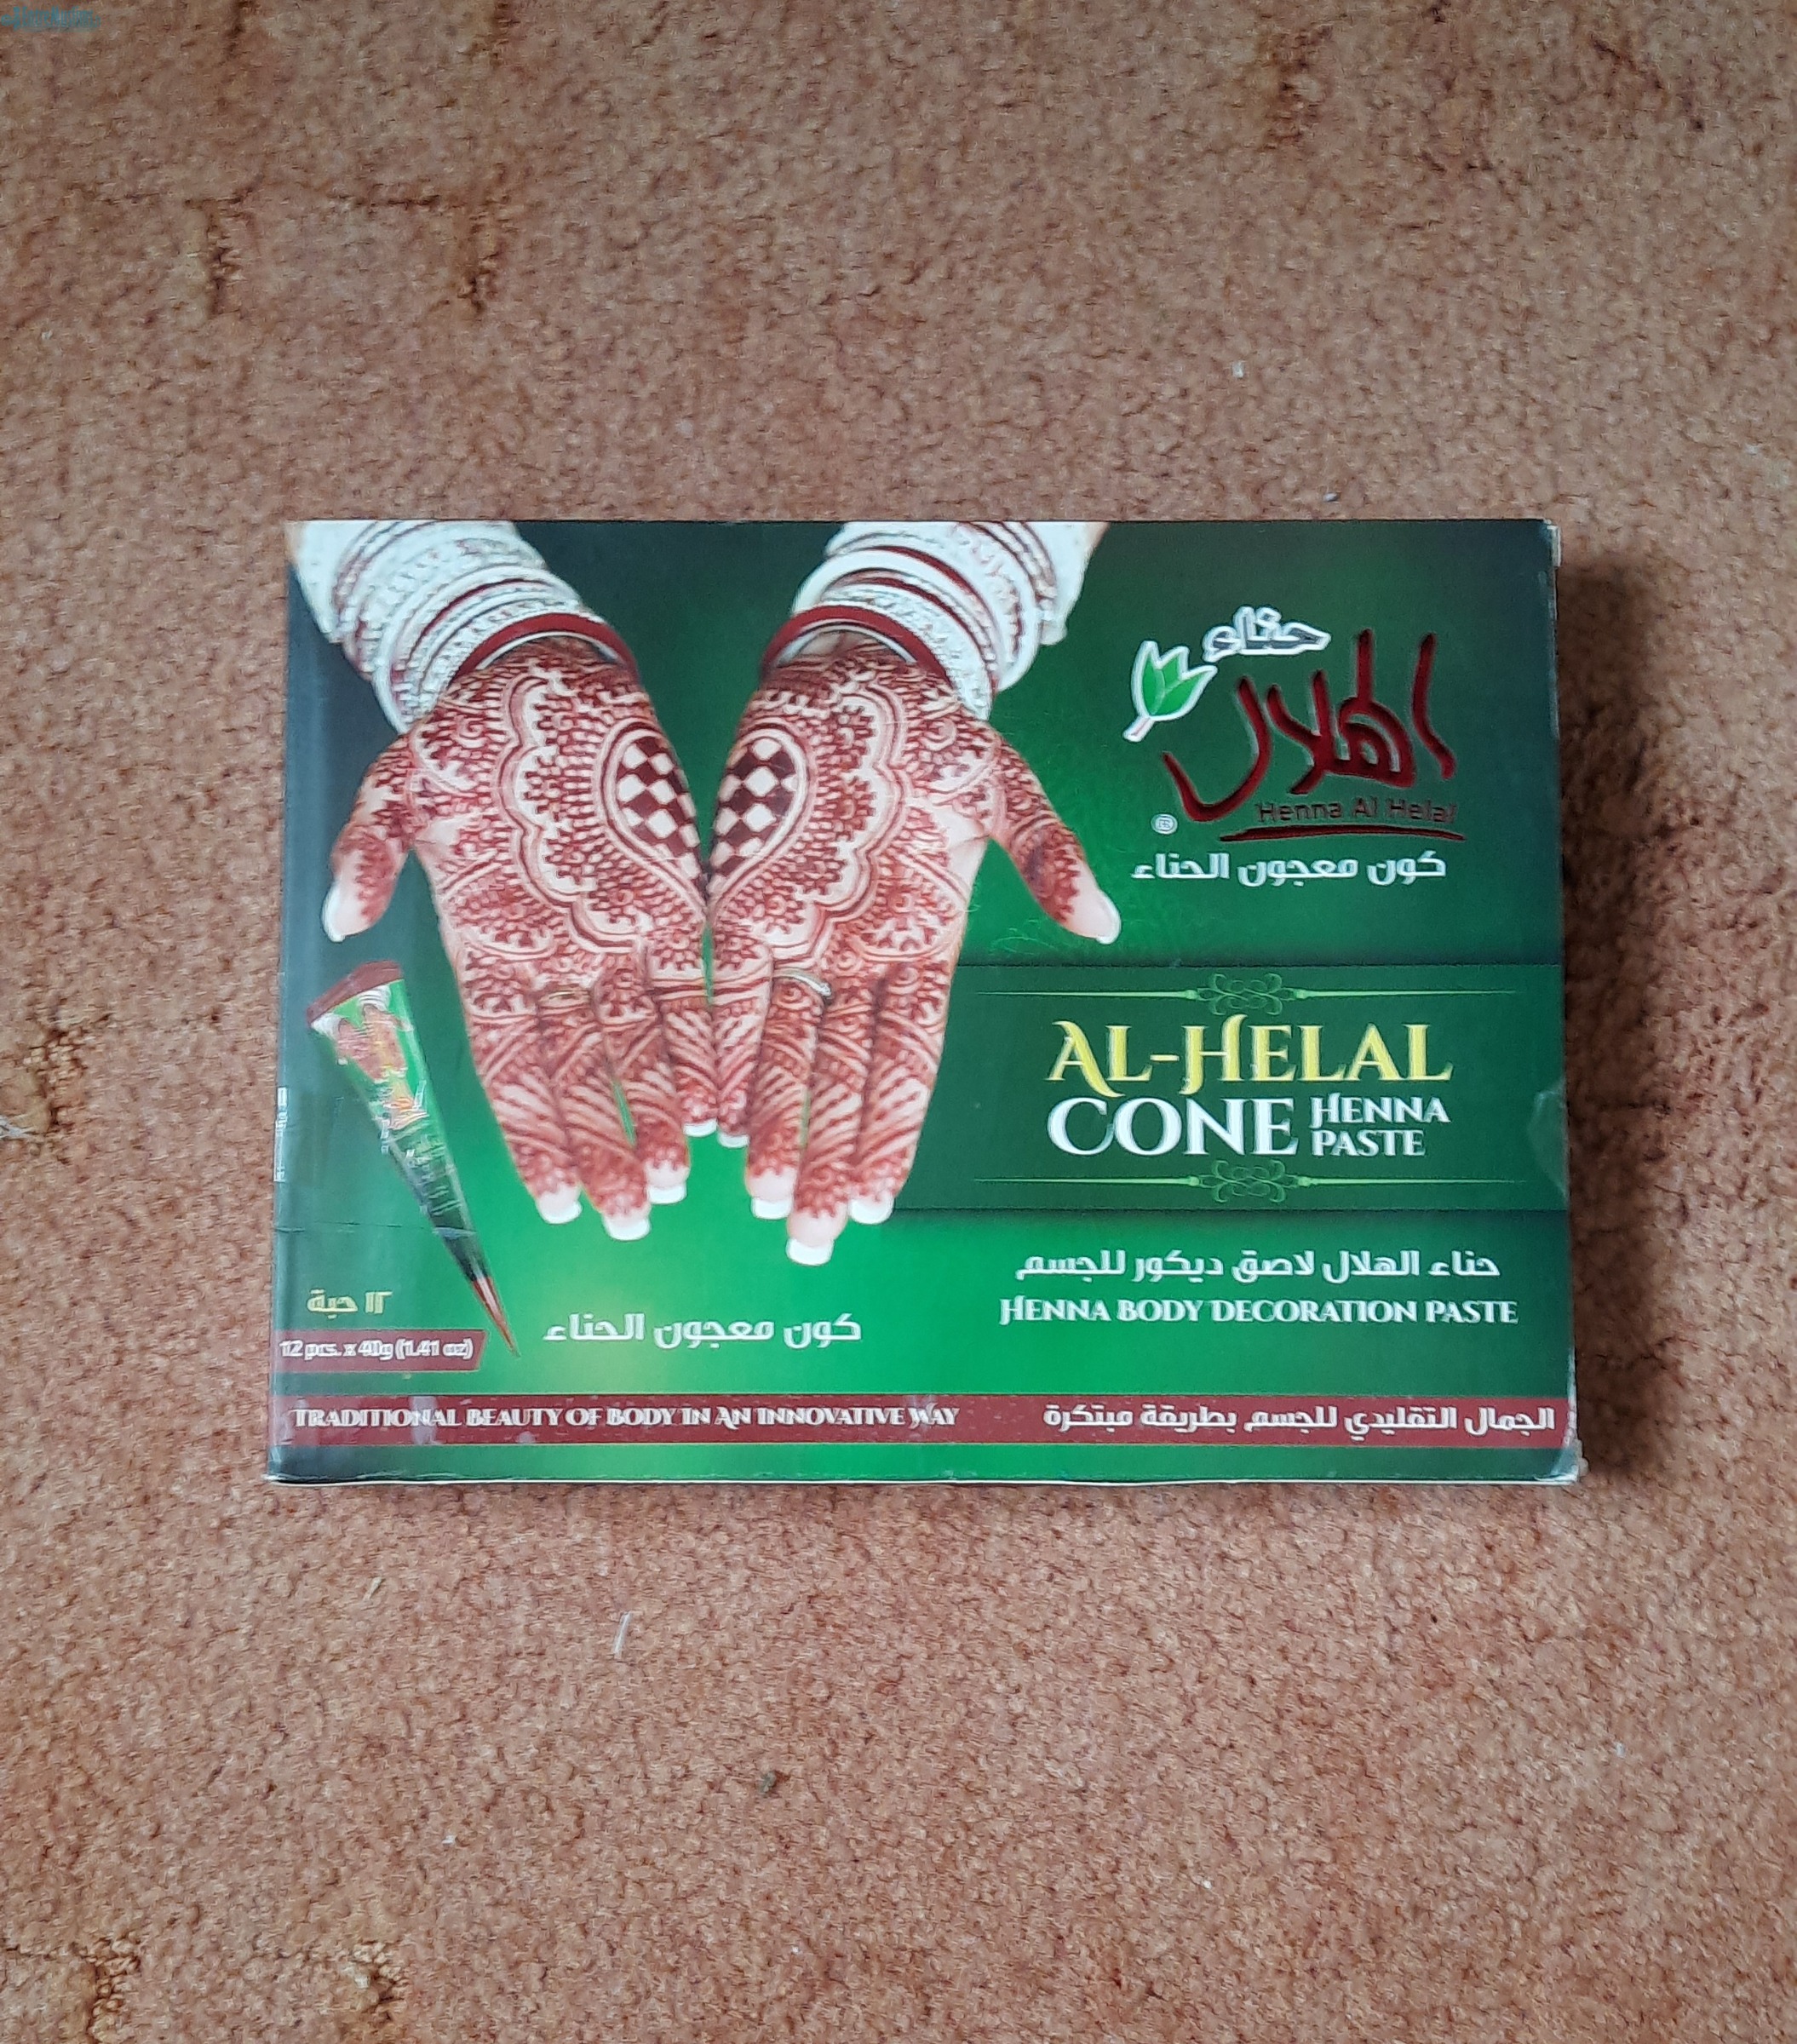 حناء
الهلال
Henna Al Helal
®
كون معجون الحناء
AL-HELAL
CONE HENNA PASTE
حناء الهلال لاصق ديكور للجسم
HENNA BODY DECORATION PASTE
١٢ حبة
12 pcs. x 40g (1.41 oz)
كون معجون الحناء
TRADITIONAL BEAUTY OF BODY IN AN INNOVATIVE WAY
الجمال التقليدي للجسم بطريقة مبتكرة